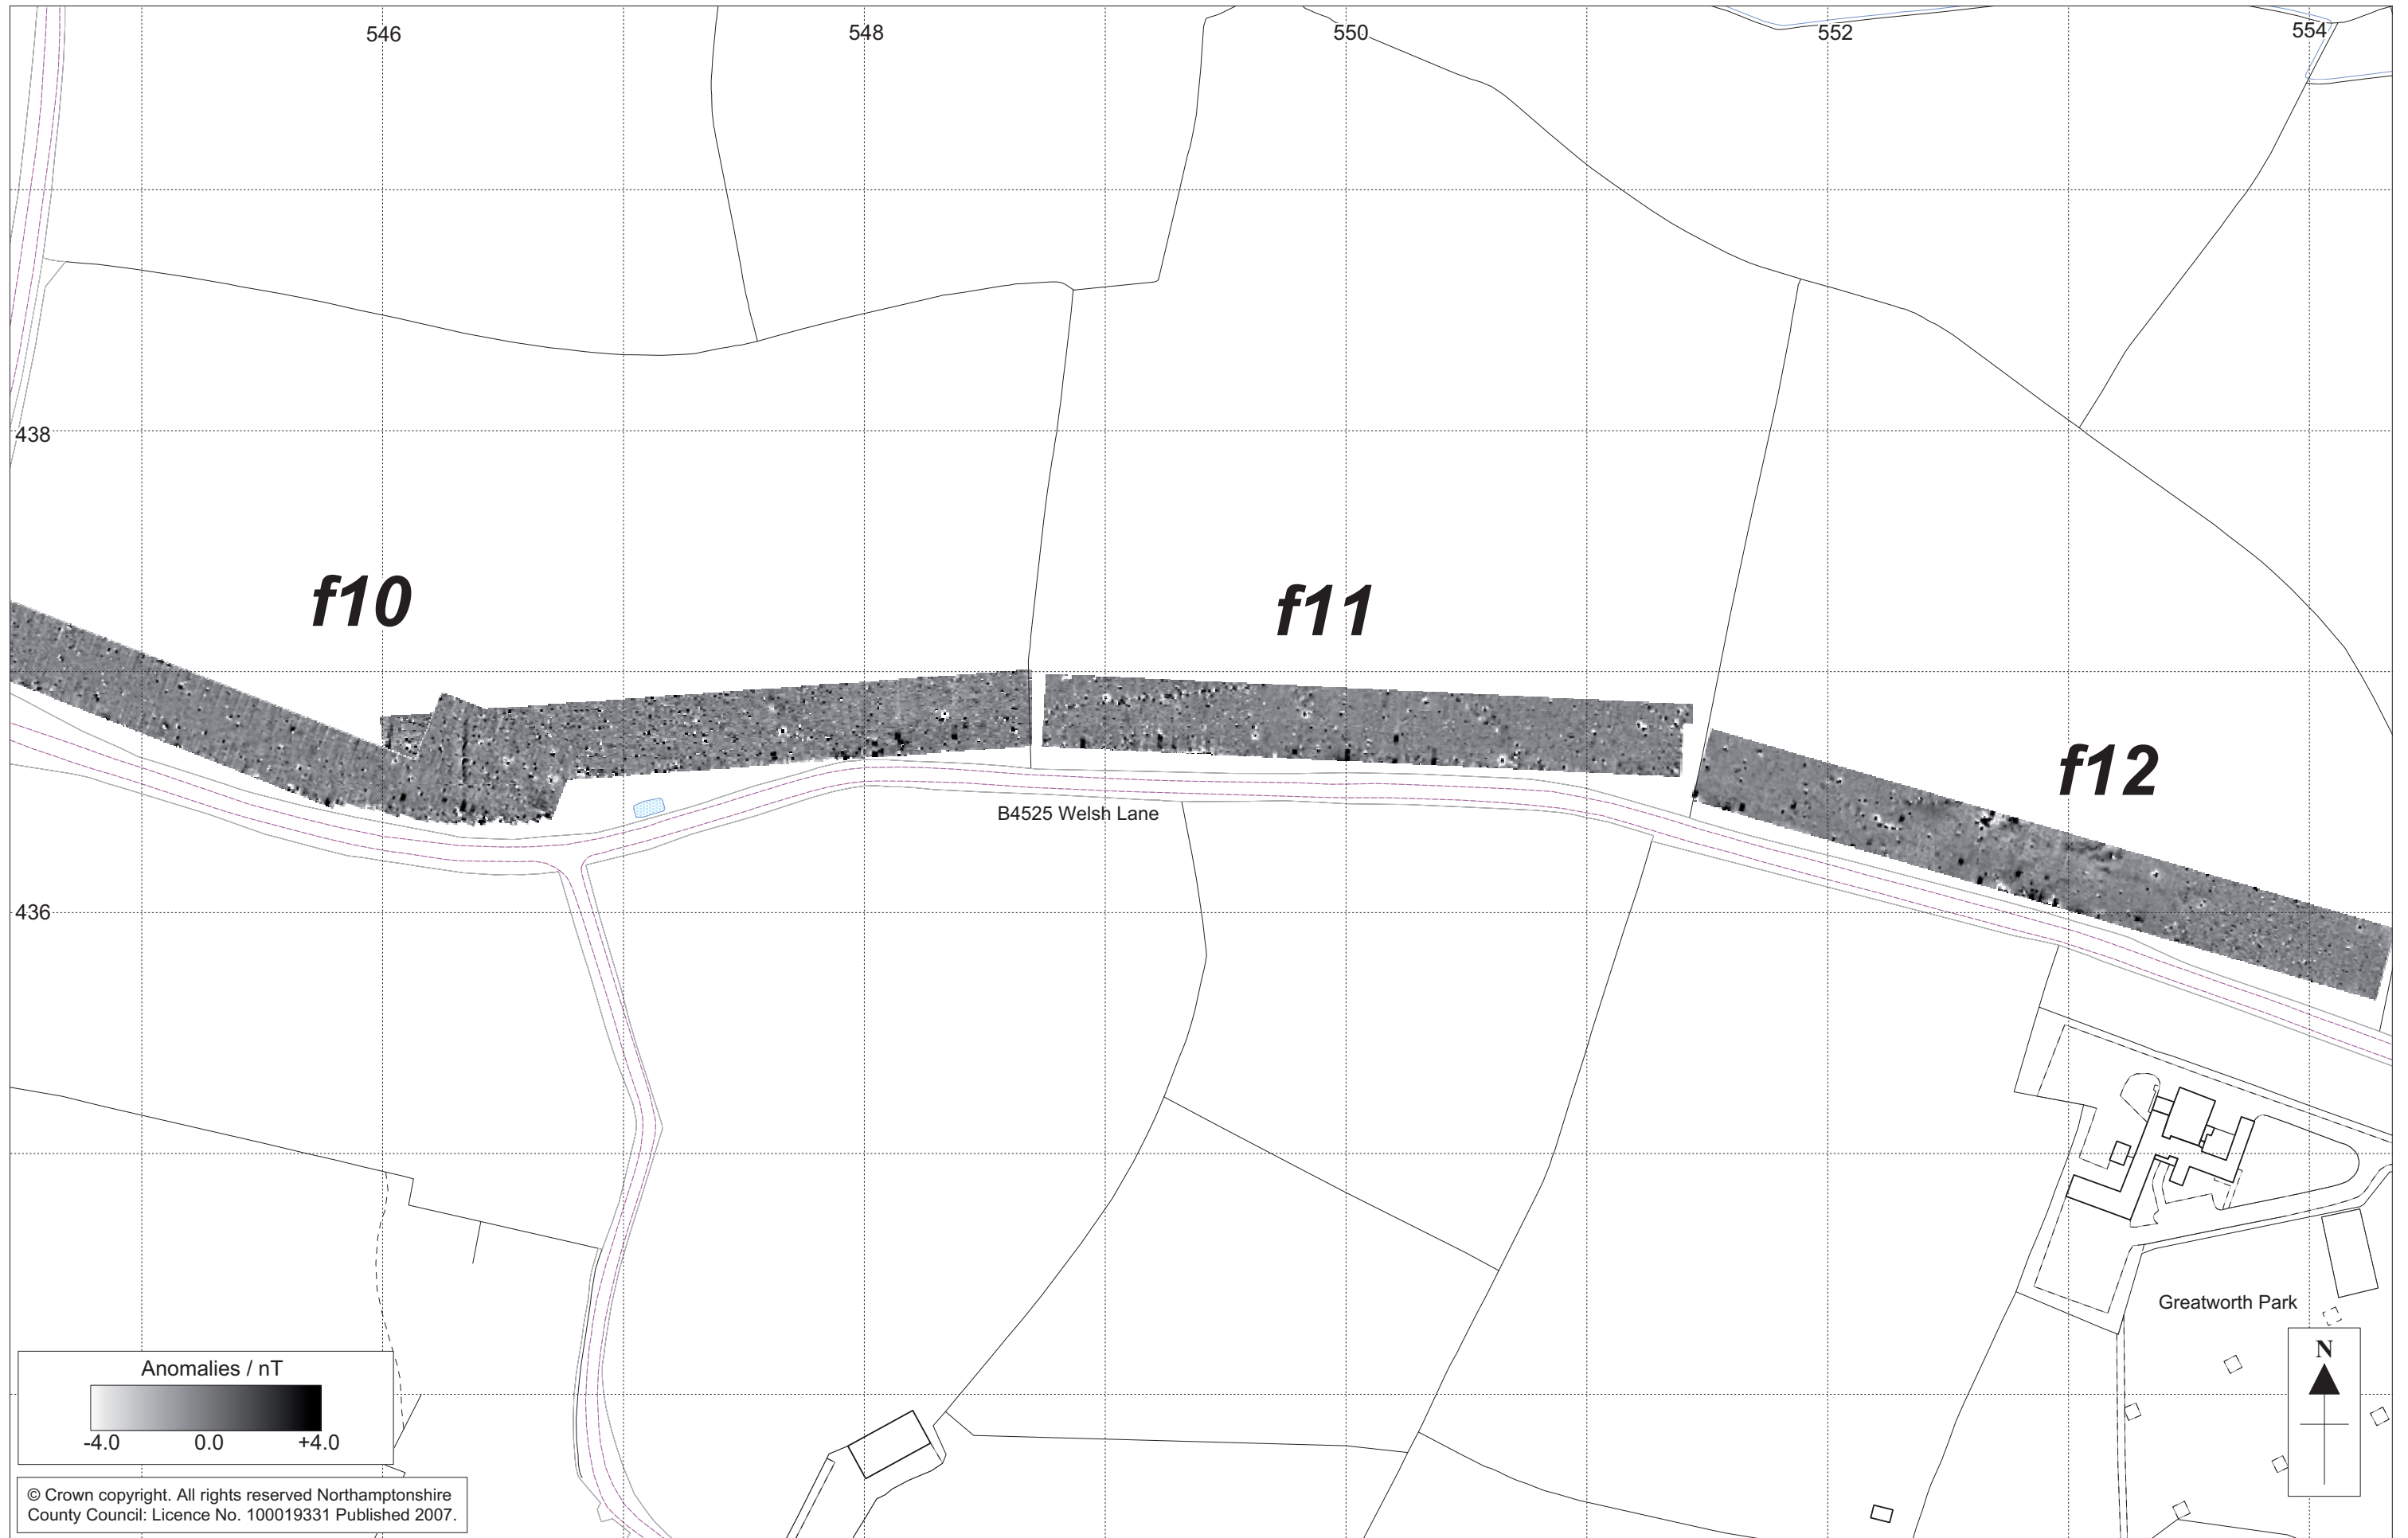 546
548
550
552
554
438
f10
f11
f12
B4525 Welsh Lane
436
Greatworth Park
N
Anomalies / nT
-4.0
0.0
+4.0
© Crown copyright. All rights reserved Northamptonshire
County Council: Licence No. 100019331 Published 2007.